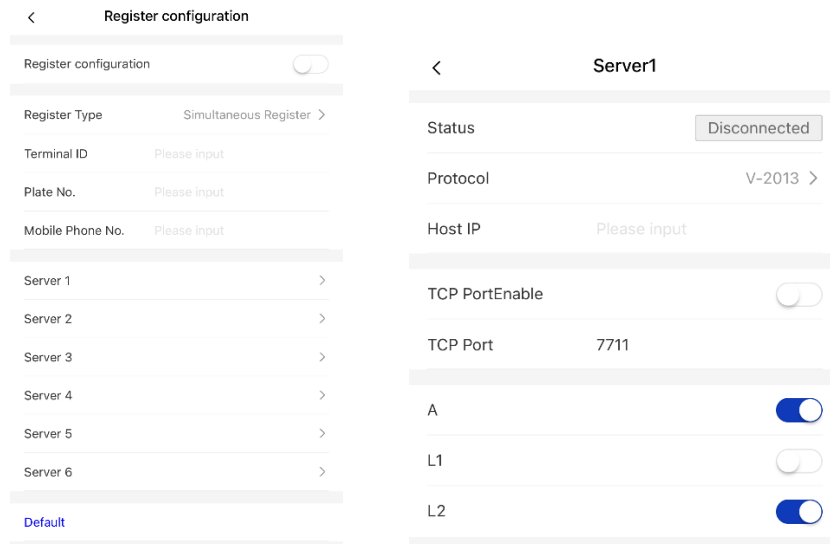 Register configuration
Register configuration
Register Type Simultaneous Register
Terminal ID Please input
Plate No. Please input
Mobile Phone No. Please input
Server 1
Server 2
Server 3
Server 4
Server 5
Server 6
Default
Server1
Status Disconnected
Protocol V-2013
Host IP Please input
TCP PortEnable
TCP Port 7711
A
L1
L2